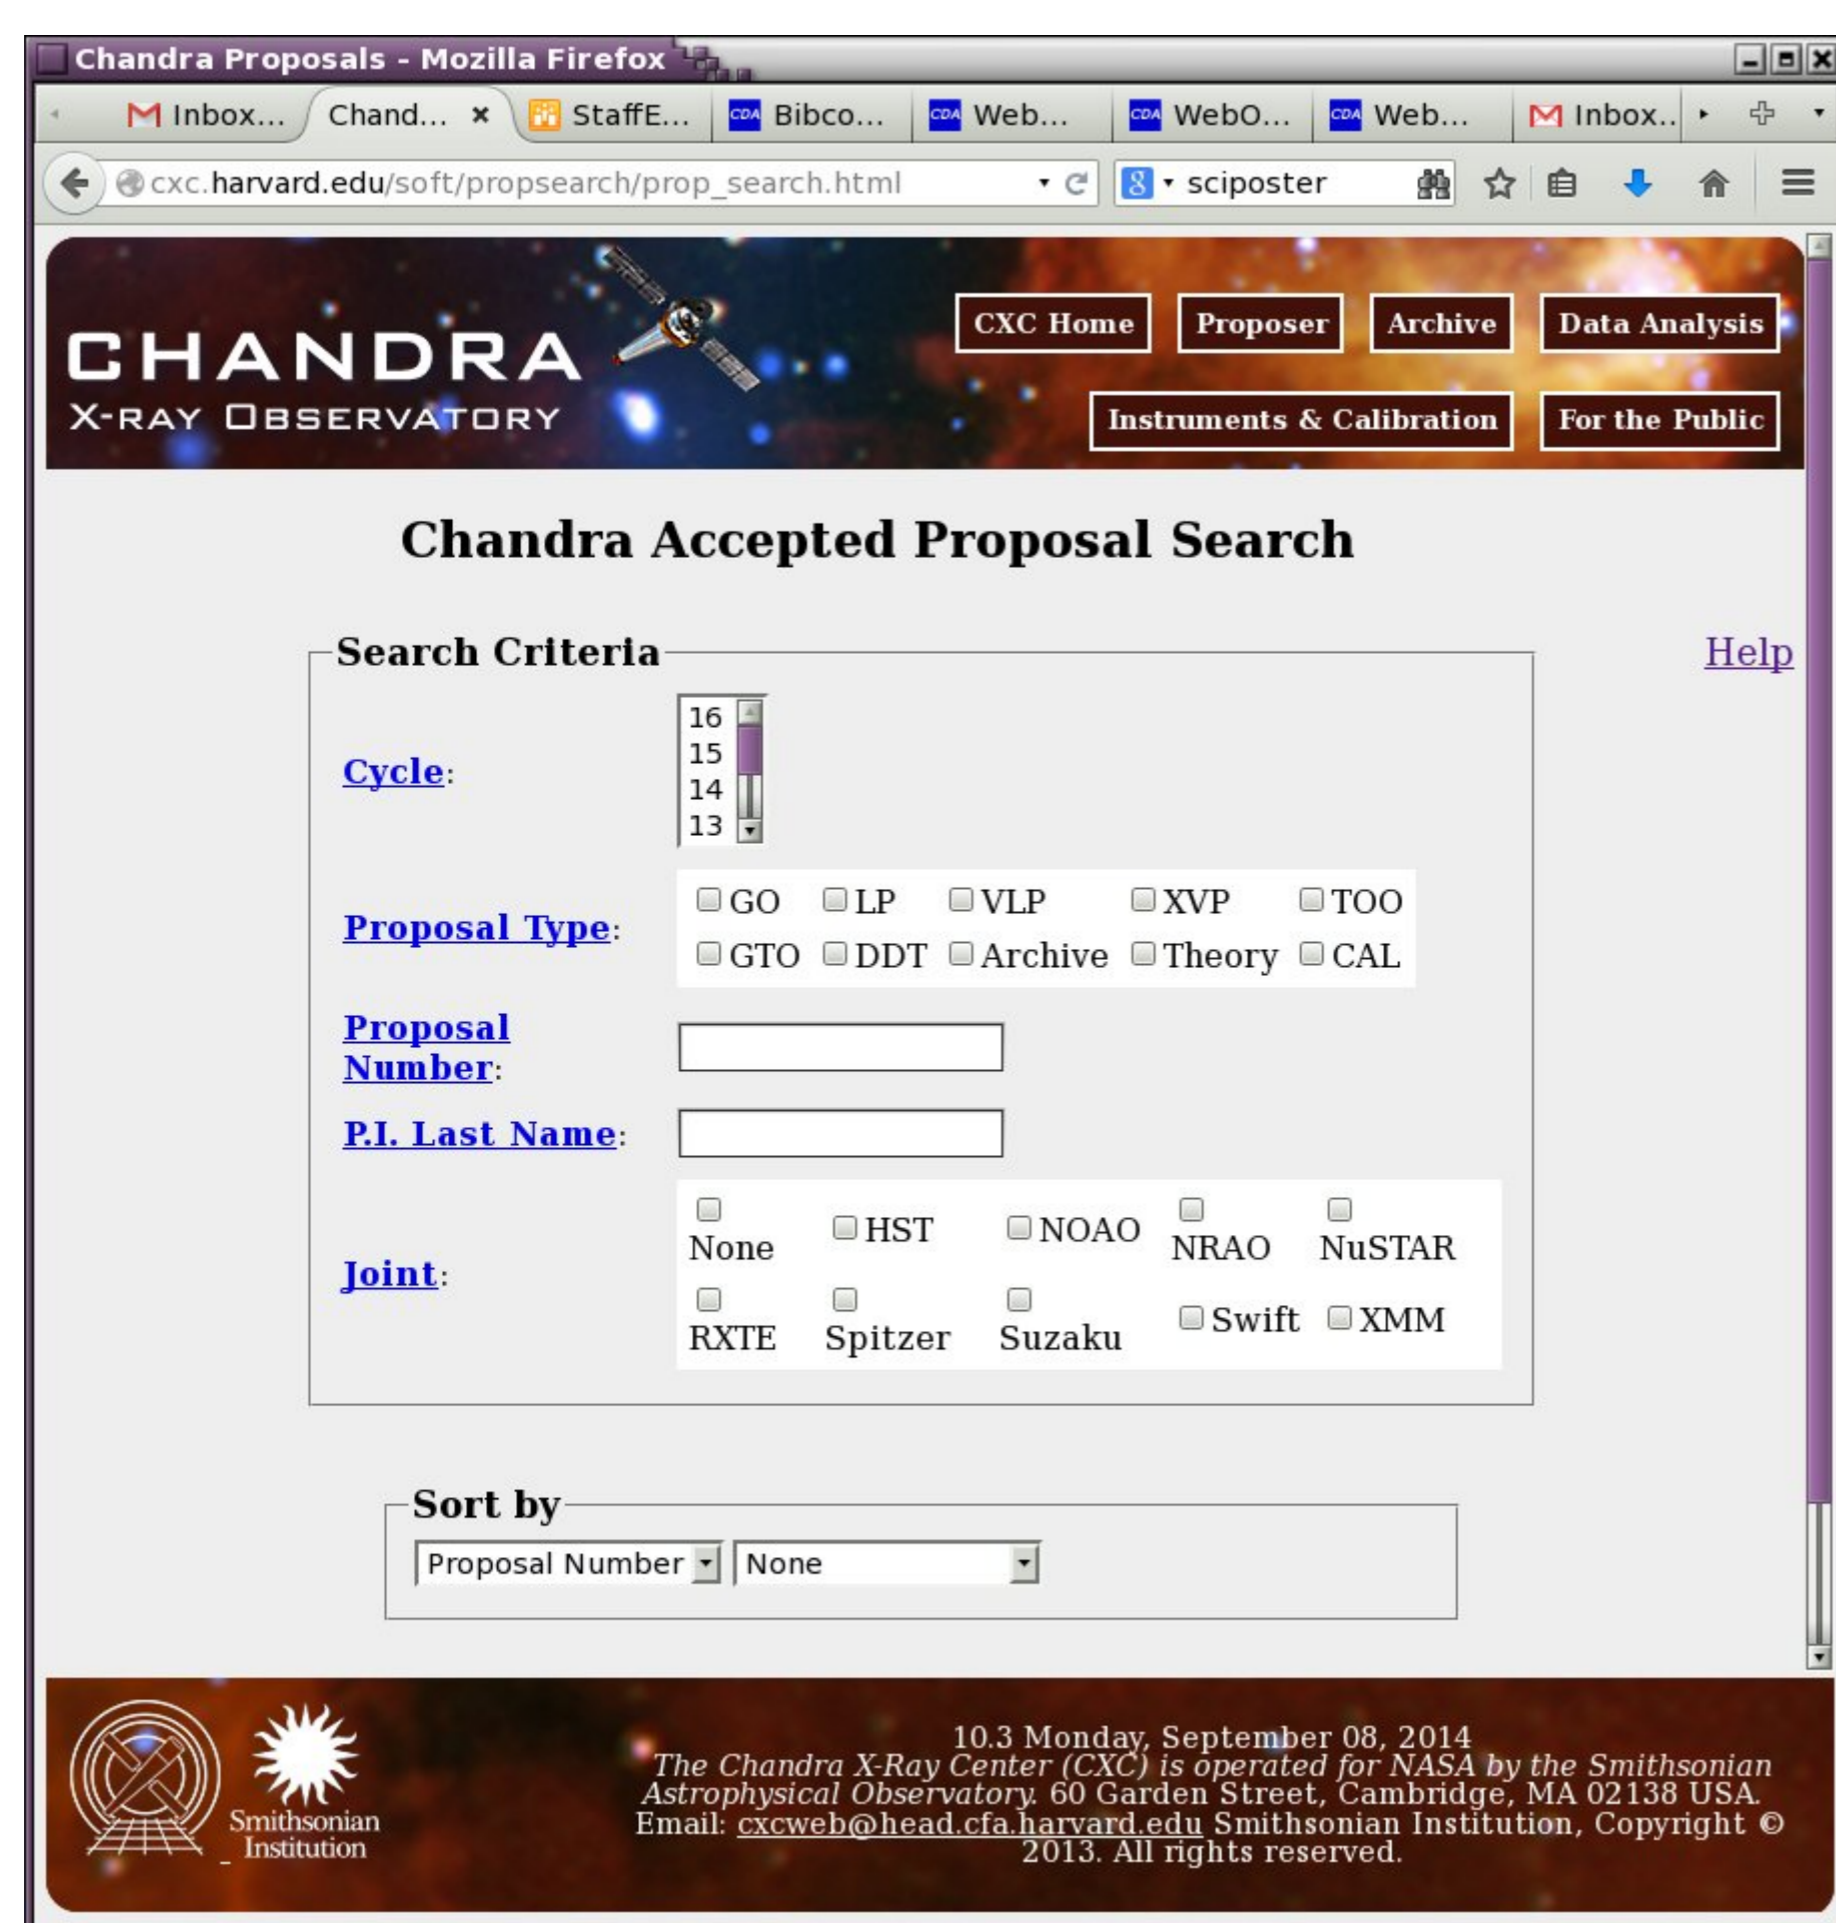 Chandra Proposals - Mozilla Firefox
Inbox... Chand... StaffE... CDA Bibco... CDA Web... CDA WebO... CDA Web... Inbox..
cxc.harvard.edu/soft/propsearch/prop_search.html 8 sciposter
CXC Home Proposer Archive Data Analysis
CHANDRA
X-RAY OBSERVATORY
Instruments & Calibration For the Public
Chandra Accepted Proposal Search
Search Criteria
Help
Cycle:
16
15
14
13
Proposal Type:
GO LP VLP XVP TOO
GTO DDT Archive Theory CAL
Proposal
Number:
P.I. Last Name:
Joint:
None HST NOAO NRAO NuSTAR
RXTE Spitzer Suzaku Swift XMM
Sort by
Proposal Number None
Smithsonian
Institution
10.3 Monday, September 08, 2014
The Chandra X-Ray Center (CXC) is operated for NASA by the Smithsonian
Astrophysical Observatory. 60 Garden Street, Cambridge, MA 02138 USA.
Email: cxcweb@head.cfa.harvard.edu Smithsonian Institution, Copyright ©
2013. All rights reserved.